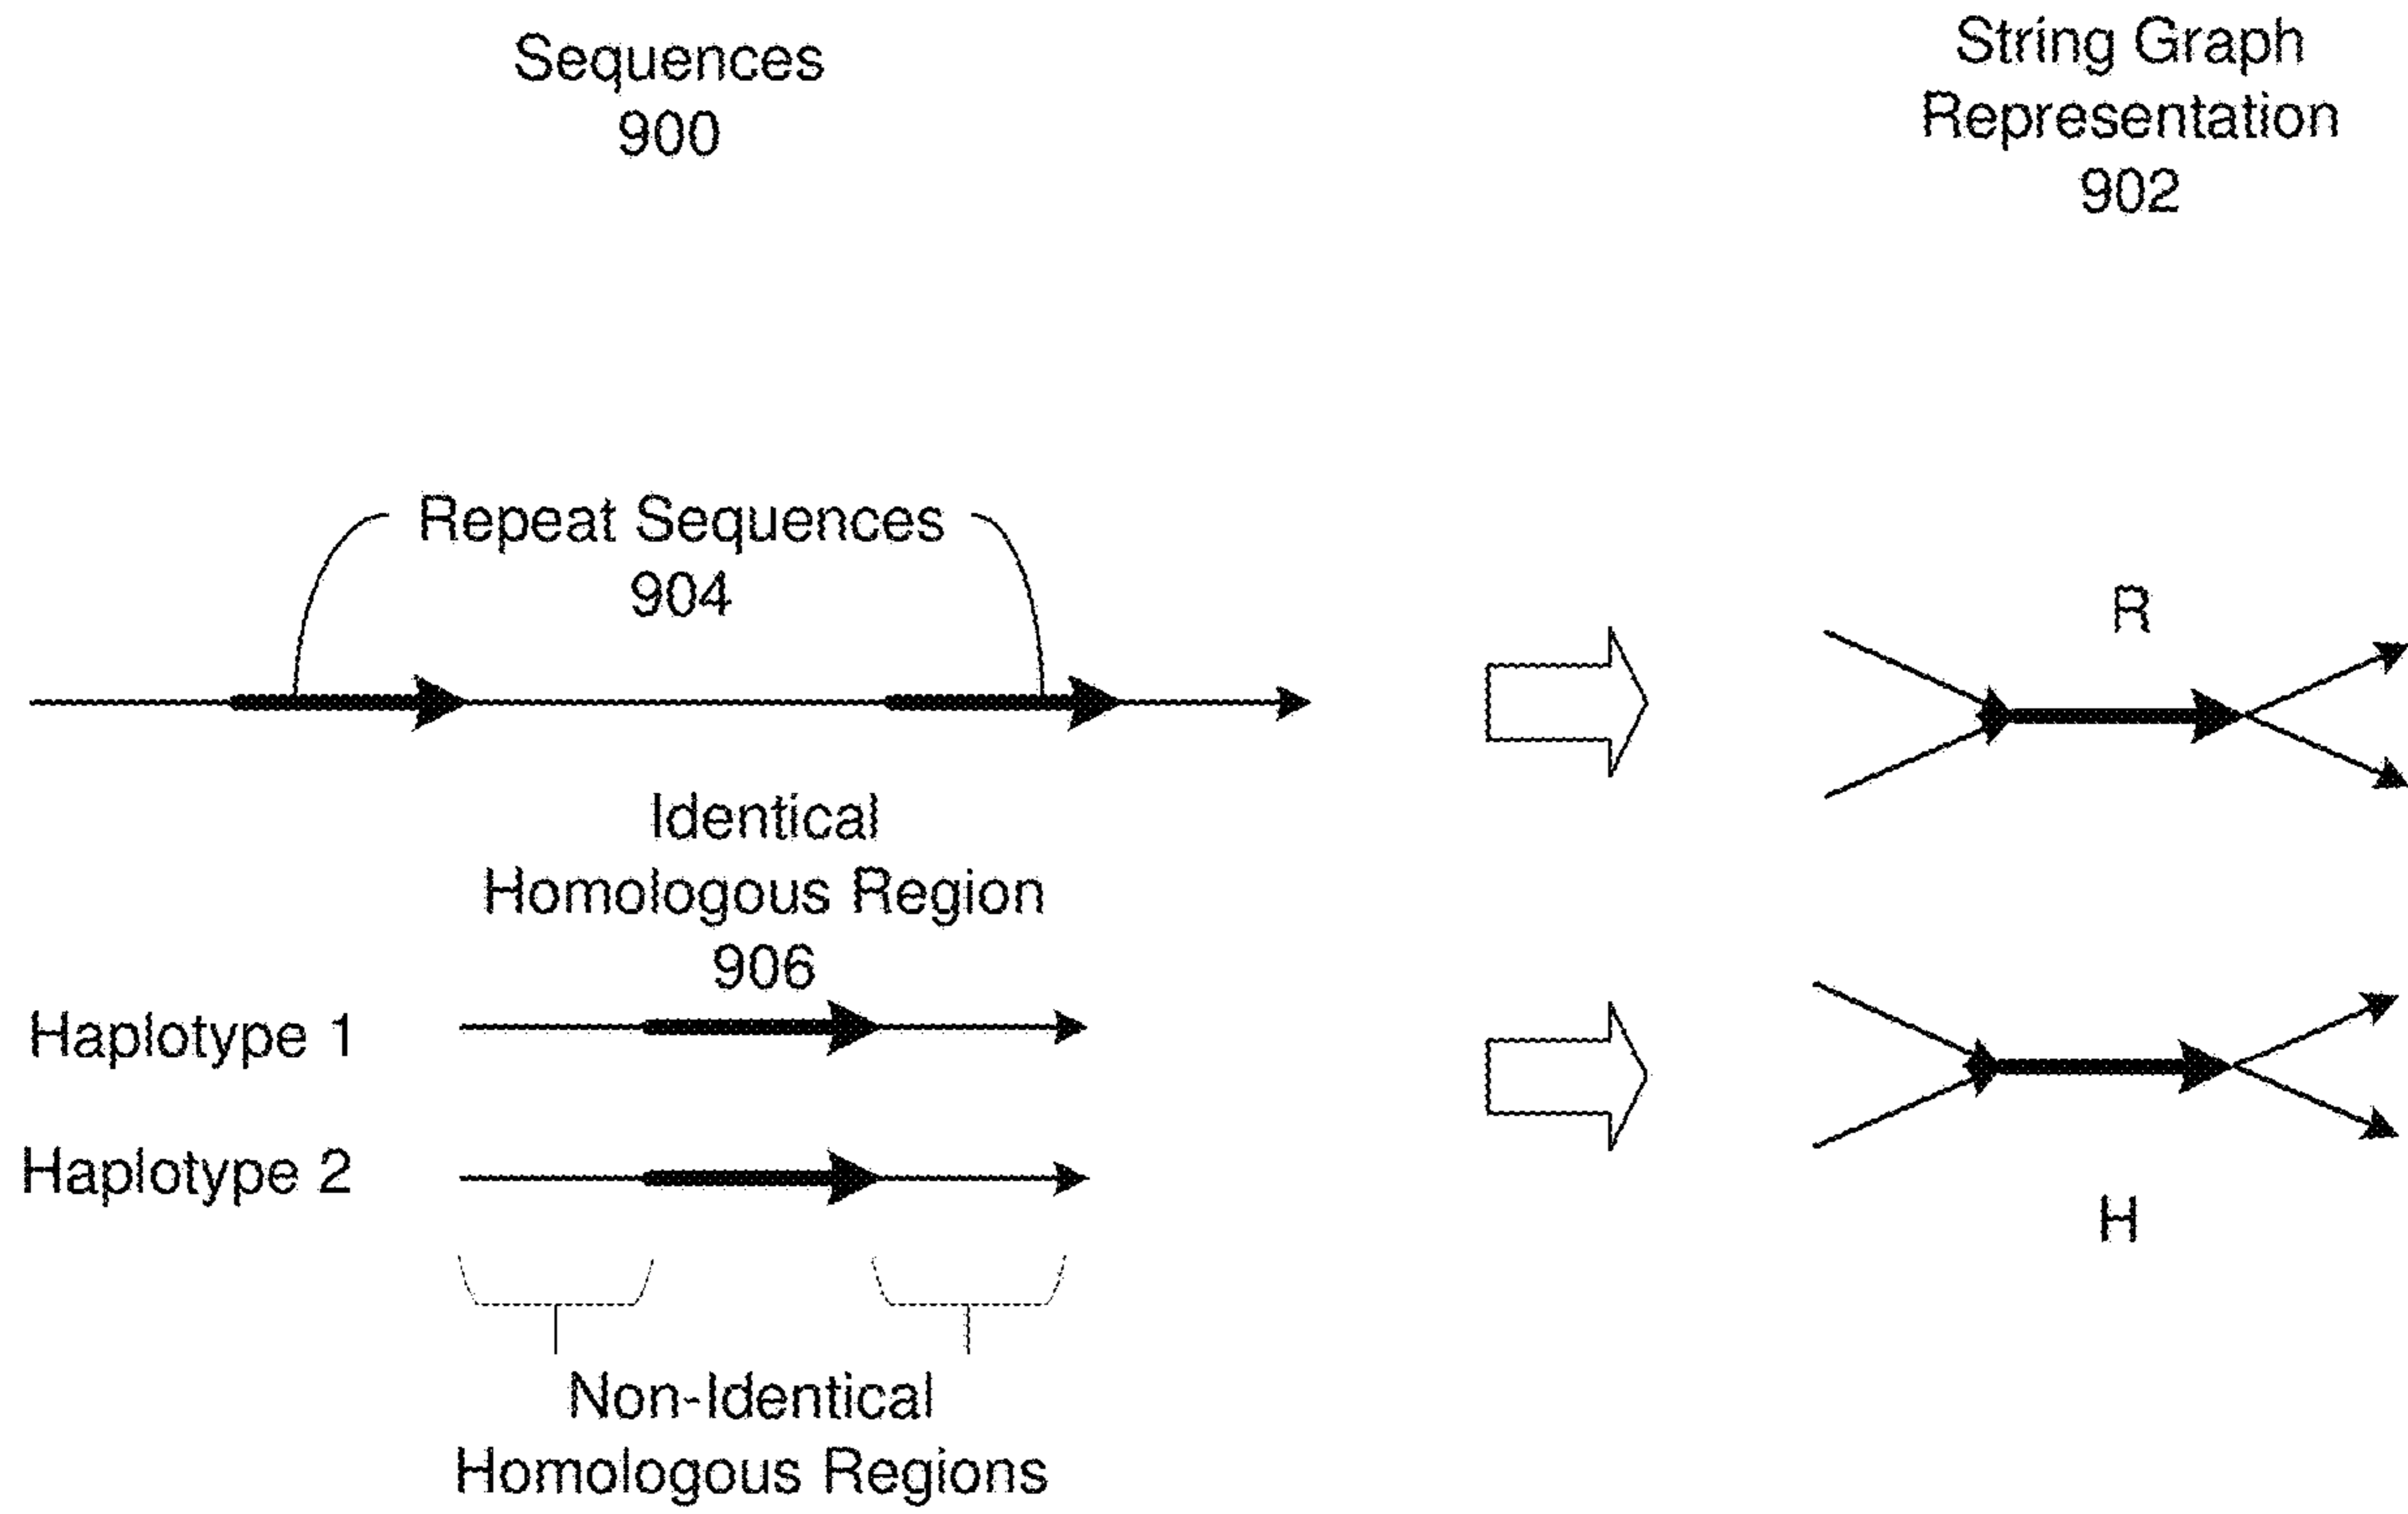 Sequences
900
String Graph
Representation
902
Repeat Sequences
904
R
Identical
Homologous Region
906
Haplotype 1
Haplotype 2
H
Non-Identical
Homologous Regions